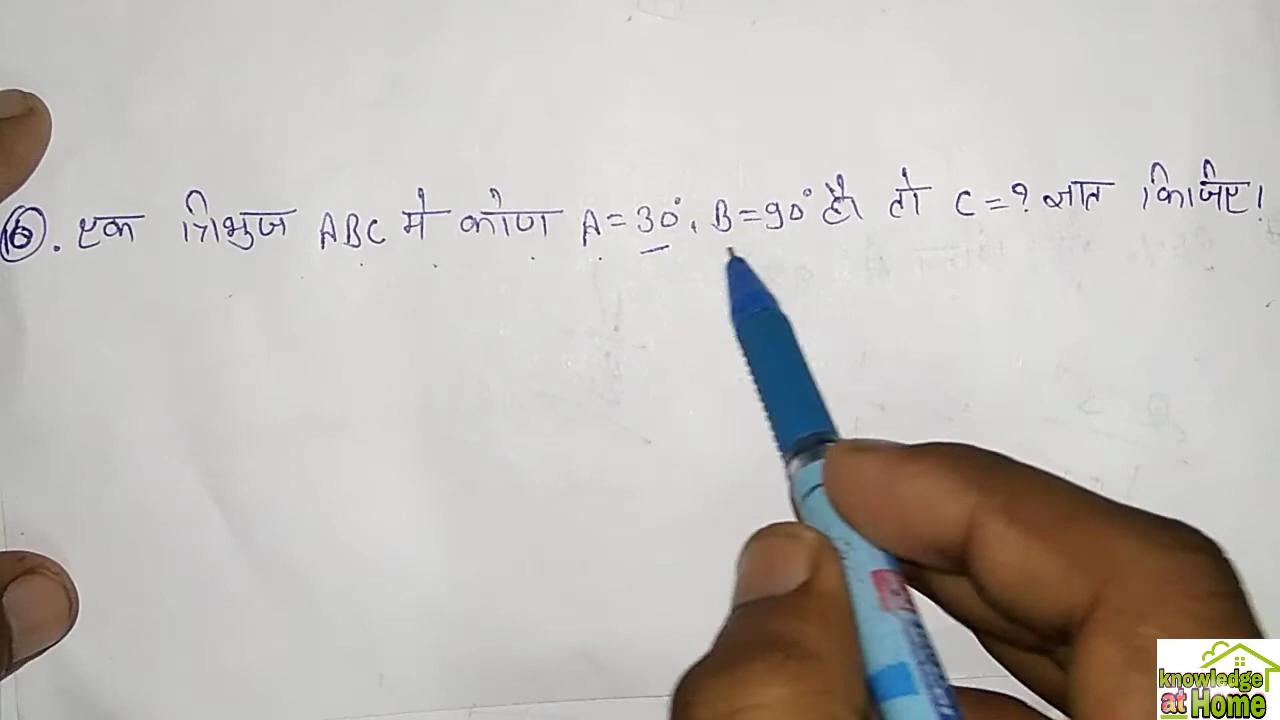 6. एक त्रिभुज ABC मे कोण A = 30°, B = 90° हो तो C = ? ज्ञात किजिए।
knowledge
at Home